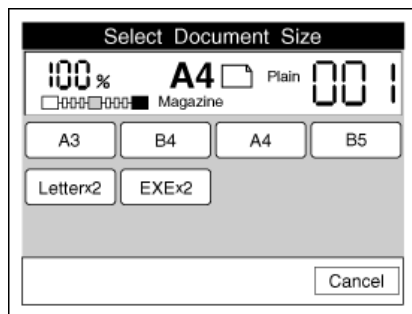 Select Document Size
100 % A4 Plain 001
Magazine
A3 B4 A4 B5
Letterx2 EXEx2
Cancel